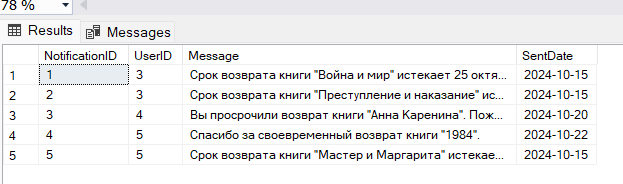 78 %
Results Messages
NotificationID UserID Message SentDate
1 1 3 Срок возврата книги "Война и мир" истекает 25 октя... 2024-10-15
2 2 3 Срок возврата книги "Преступление и наказание" ис... 2024-10-15
3 3 4 Вы просрочили возврат книги "Анна Каренина". Пож... 2024-10-20
4 4 5 Спасибо за своевременный возврат книги "1984". 2024-10-22
5 5 5 Срок возврата книги "Мастер и Маргарита" истекае... 2024-10-15